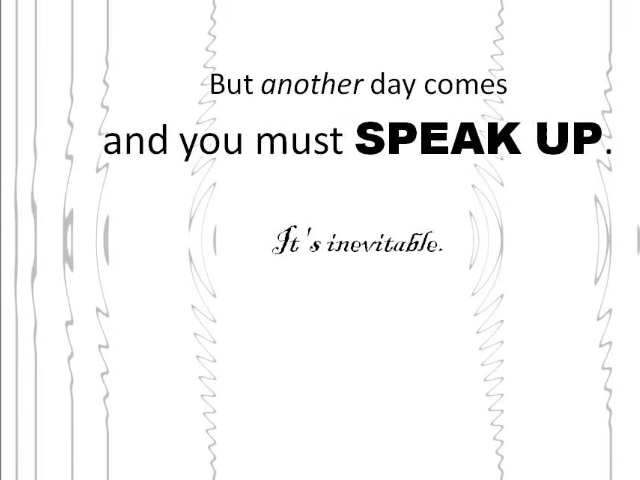 But another day comes
and you must SPEAK UP.
It's inevitable.